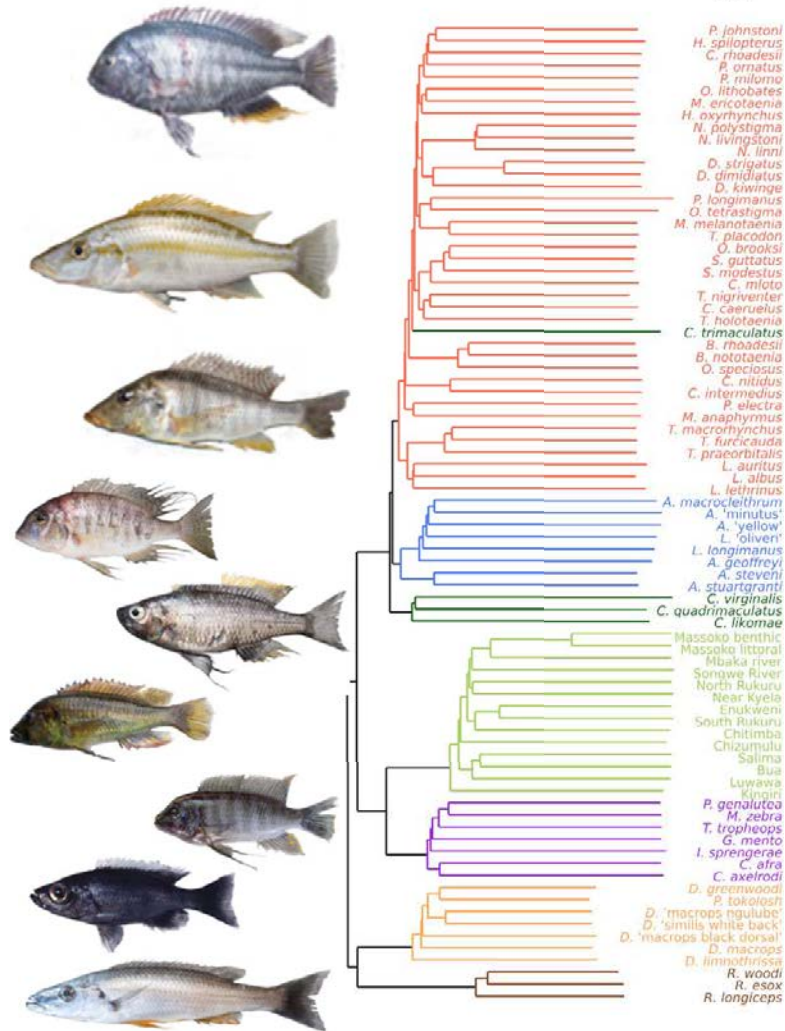 P. johnstoni
H. spilopterus
C. rhoadesii
P. ornatus
P. milomo
O. lithobates
M. ericotaenia
H. oxyrhynchus
N. polystigma
N. livingstoni
N. linni
D. strigatus
D. dimidiatus
D. kiwinge
P. longimanus
O. tetrastigma
M. melanotaenia
T. placodon
O. brooksi
S. guttatus
S. modestus
C. mloto
T. nigriventer
C. caeruleus
T. holotaenia
C. trimaculatus
B. rhoadesii
B. nototaenia
O. speciosus
C. nitidus
C. intermedius
P. electra
M. anaphyrmus
T. macrorhynchus
T. furcicauda
T. praeorbitalis
L. auritus
L. albus
L. lethrinus
A. macrocleithrum
A. 'minutus'
A. 'yellow'
L. 'oliveri'
L. longimanus
A. geoffreyi
A. steveni
A. stuartgranti
C. virginalis
C. quadrimaculatus
C. likomae
Massoko benthic
Massoko littoral
Mbaka river
Songwe River
North Rukuru
Near Kyela
Enukweni
South Rukuru
Chitimba
Chizumulu
Salima
Bua
Luwawa
Kingiri
P. genalutea
M. zebra
T. tropheops
G. mento
I. sprengerae
C. afra
C. axelrodi
D. greenwoodi
P. tokolosh
D. 'macrops ngulube'
D. 'similis white back'
D. 'macrops black dorsal'
D. macrops
D. limnothrissa
R. woodi
R. esox
R. longiceps